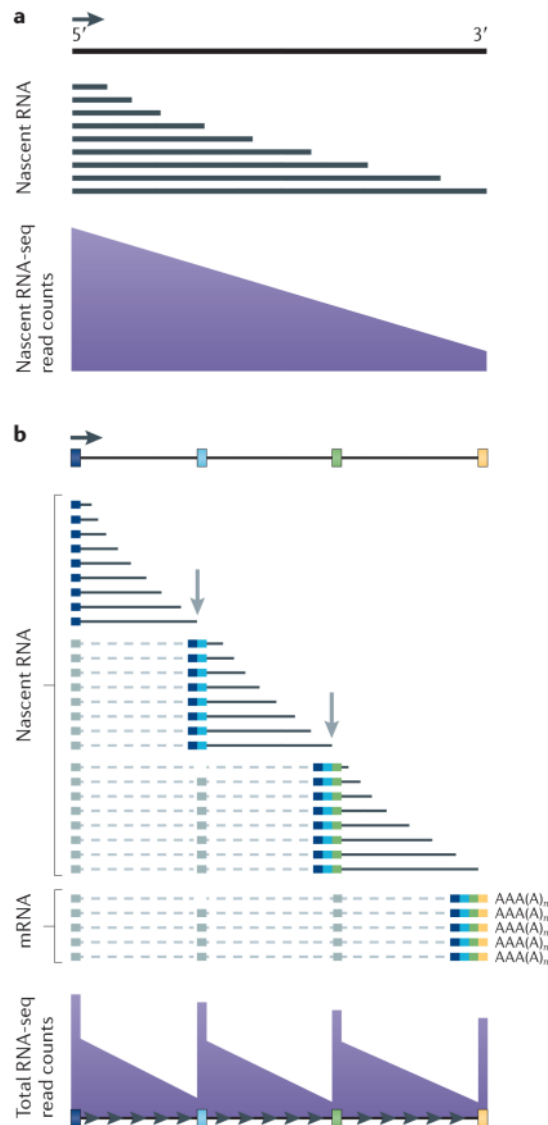 a
5′ 3′
Nascent RNA
Nascent RNA-seq
read counts
b
Nascent RNA
mRNA
AAA(A)n
AAA(A)n
AAA(A)n
AAA(A)n
AAA(A)n
Total RNA-seq
read counts